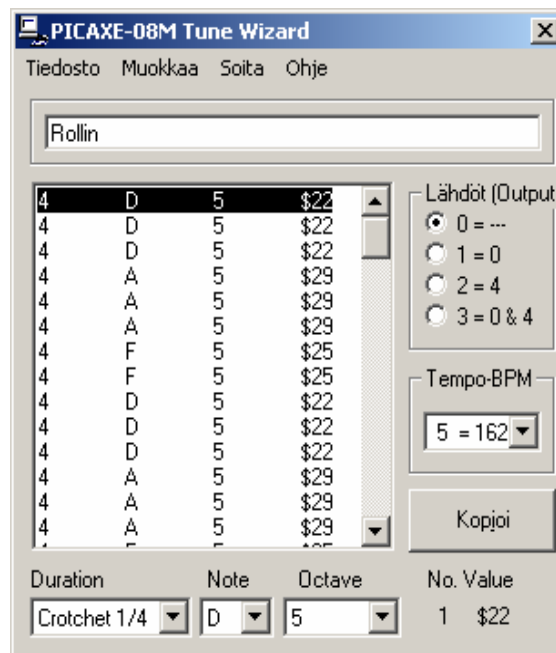 PICAXE-08M Tune Wizard
Tiedosto Muokkaa Soita Ohje
Rollin
4 D 5 $22
4 D 5 $22
4 D 5 $22
4 A 5 $29
4 A 5 $29
4 A 5 $29
4 F 5 $25
4 F 5 $25
4 D 5 $22
4 D 5 $22
4 D 5 $22
4 A 5 $29
4 A 5 $29
4 A 5 $29
Lähdöt (Output
0 = ---
1 = 0
2 = 4
3 = 0 & 4
Tempo-BPM
5 = 162
Kopioi
Duration Note Octave No. Value
Crotchet 1/4 D 5 1 $22